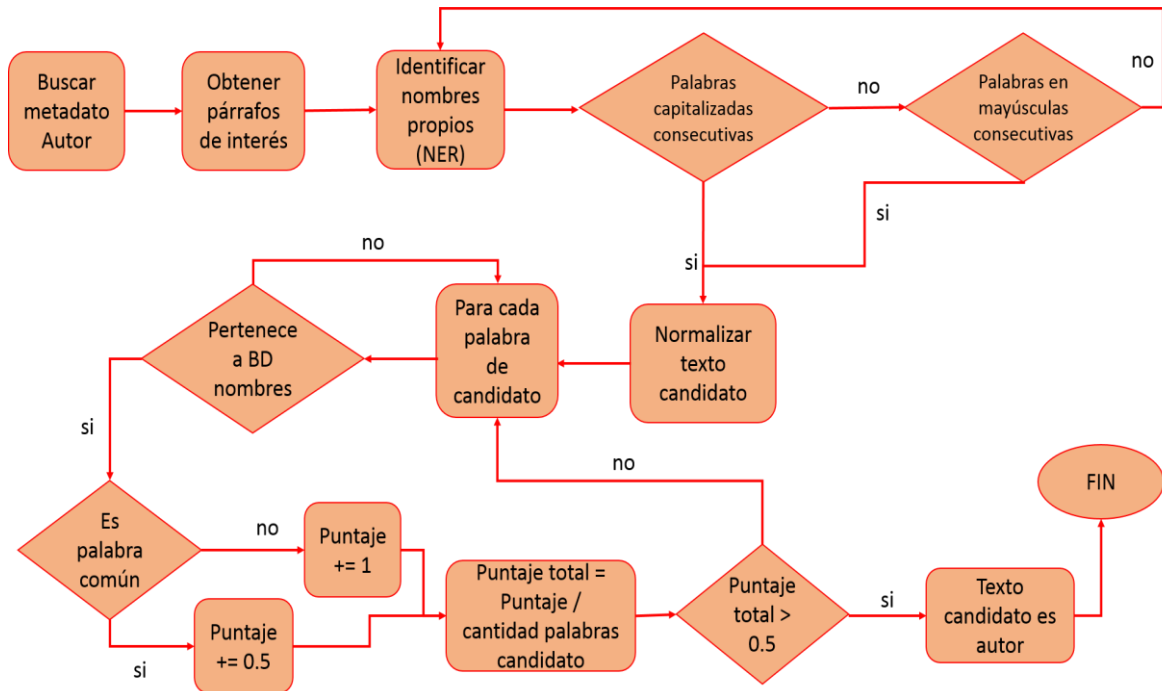 Buscar
metadato
Autor
Obtener
párrafos
de interés
Identificar
nombres
propios
(NER)
Palabras
capitalizadas
consecutivas
no
Palabras en
mayúsculas
consecutivas
no
si
si
Normalizar
texto
candidato
Para cada
palabra
de
candidato
no
Pertenece
a BD
nombres
si
Es
palabra
común
no
Puntaje
+= 1
si
Puntaje
+= 0.5
Puntaje total =
Puntaje /
cantidad palabras
candidato
no
Puntaje
total >
0.5
si
Texto
candidato es
autor
FIN